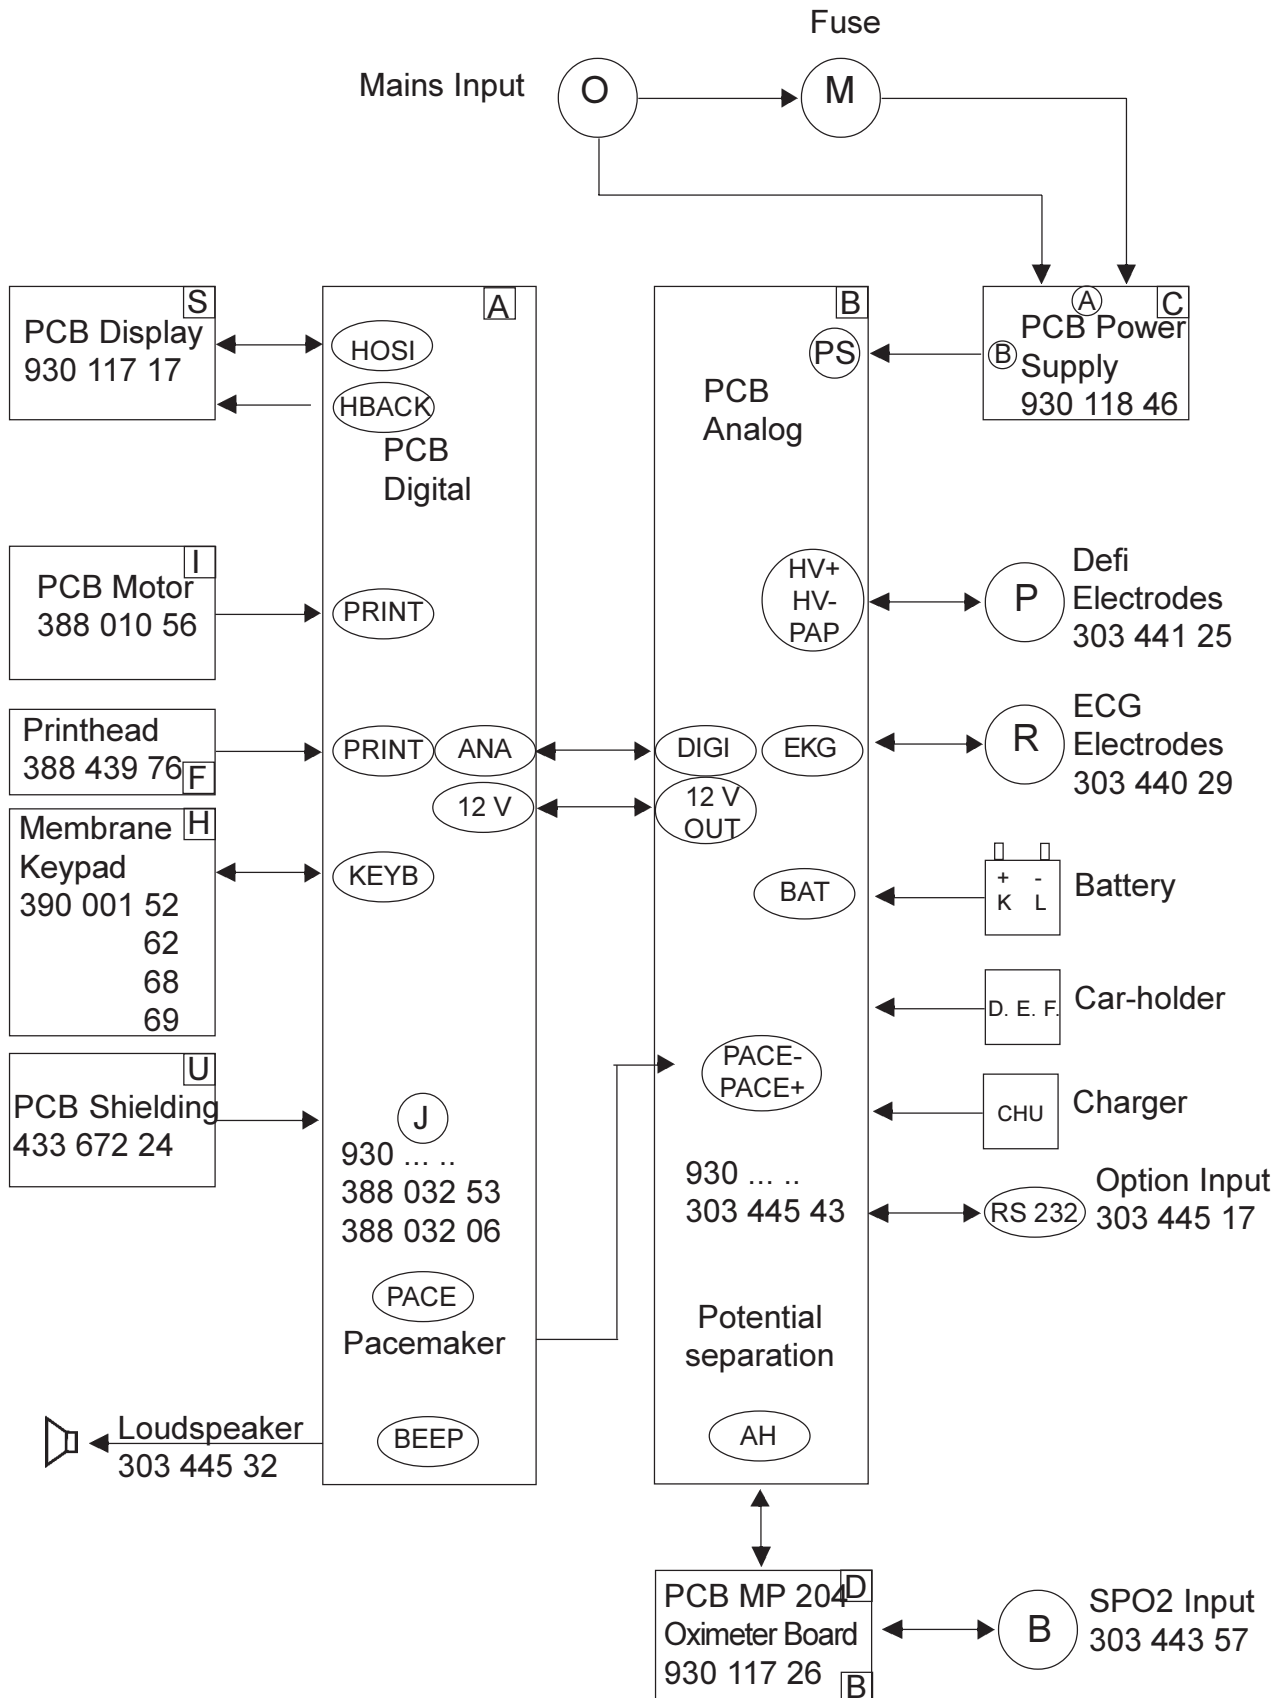 Fuse
Mains Input
O
M
S
PCB Display
930 117 17
A
HOSI
HBACK
PCB
Digital
B
PS
PCB
Analog
A
C
PCB Power
B
Supply
930 118 46
I
PCB Motor
388 010 56
PRINT
HV+
HV-
PAP
P
Defi
Electrodes
303 441 25
Printhead
388 439 76
F
PRINT
ANA
DIGI
EKG
R
ECG
Electrodes
303 440 29
12 V
12 V
OUT
Membrane
H
Keypad
390 001 52
62
68
69
KEYB
BAT
+ -
K L
Battery
D. E. F.
Car-holder
U
PCB Shielding
433 672 24
J
930 ... ..
388 032 53
388 032 06
PACE-
PACE+
CHU
Charger
930 ... ..
303 445 43
RS 232
Option Input
303 445 17
PACE
Pacemaker
Potential
separation
Loudspeaker
303 445 32
BEEP
AH
PCB MP 204
D
Oximeter Board
930 117 26
B
B
SPO2 Input
303 443 57